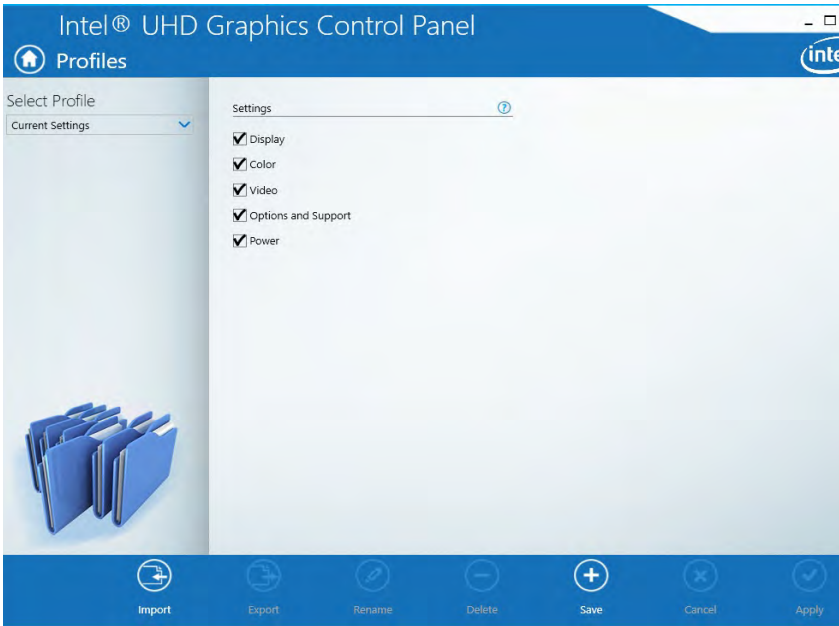 Intel® UHD Graphics Control Panel
Profiles
Select Profile
Current Settings
Settings
Display
Color
Video
Options and Support
Power
Import
Export
Rename
Delete
Save
Cancel
Apply